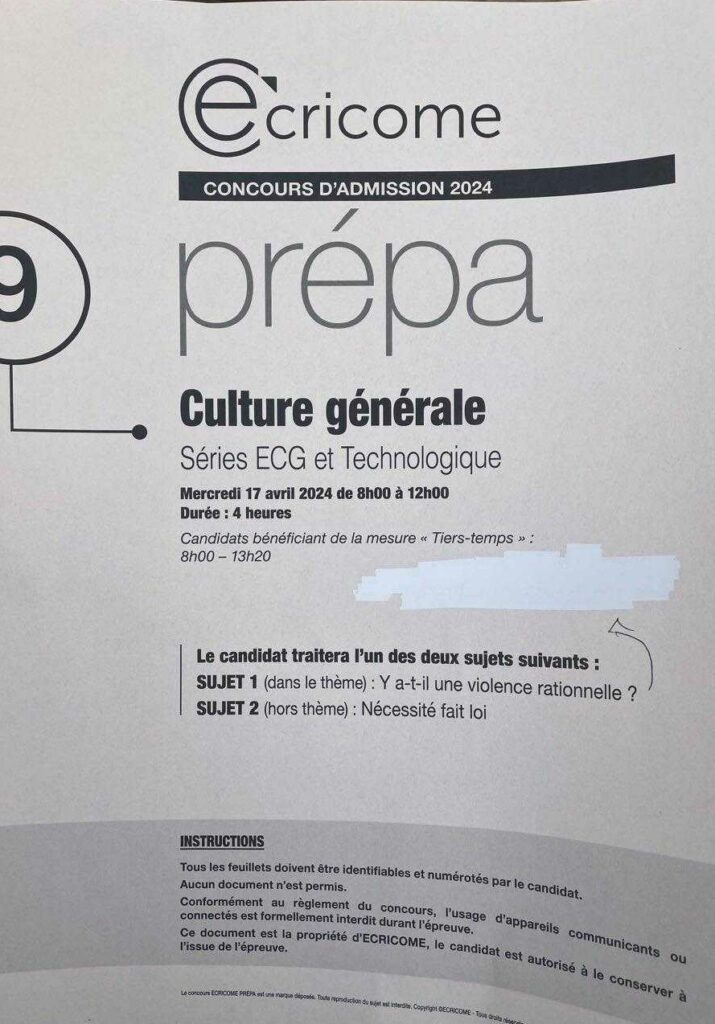 écricome
CONCOURS D'ADMISSION 2024
prépa
9
Culture générale
Séries ECG et Technologique
Mercredi 17 avril 2024 de 8h00 à 12h00
Durée : 4 heures
Candidats bénéficiant de la mesure « Tiers-temps » :
8h00 – 13h20
Le candidat traitera l'un des deux sujets suivants :
SUJET 1 (dans le thème) : Y a-t-il une violence rationnelle ?
SUJET 2 (hors thème) : Nécessité fait loi
INSTRUCTIONS
Tous les feuillets doivent être identifiables et numérotés par le candidat.
Aucun document n'est permis.
Conformément au règlement du concours, l'usage d'appareils communicants ou
connectés est formellement interdit durant l'épreuve.
Ce document est la propriété d'ECRICOME, le candidat est autorisé à le conserver à
l'issue de l'épreuve.
Le concours ECRICOME PRÉPA est une marque déposée. Toute reproduction du sujet est interdite. Copyright ©ECRICOME - Tous droits